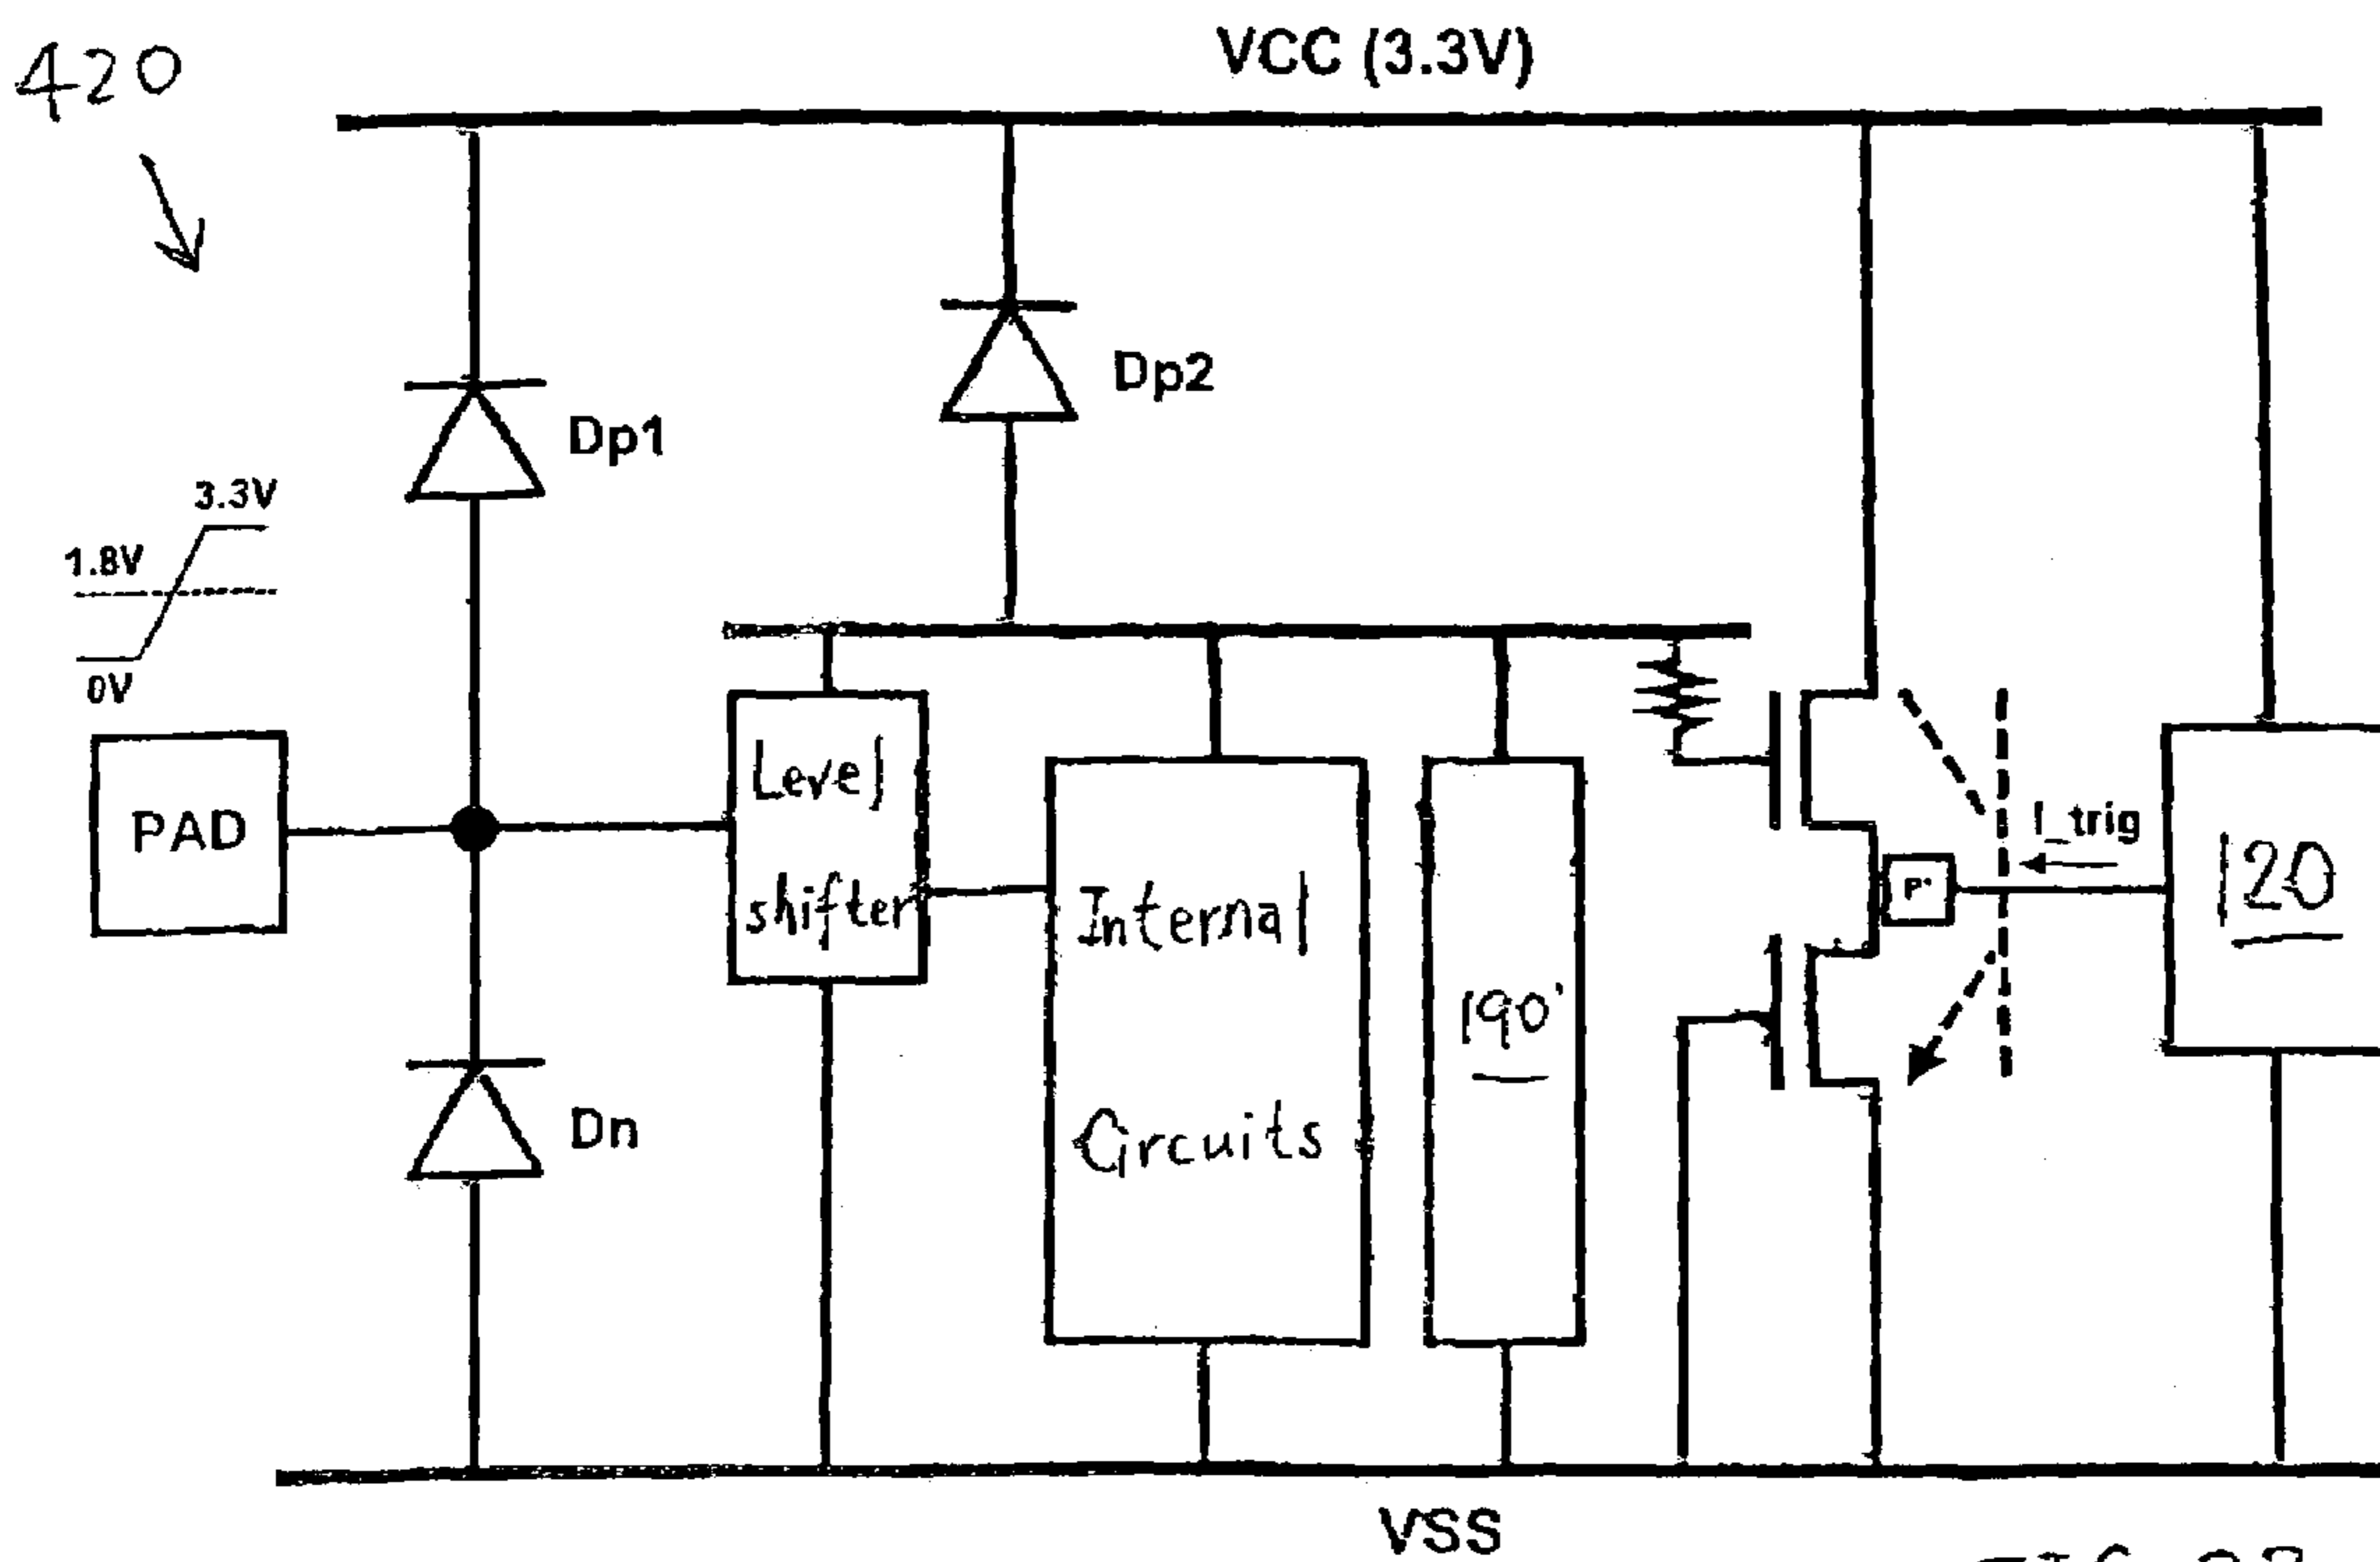 420
VCC (3.3V)
Dp2
Dp1
3.3V
1.8V
0V
PAD
Level
shifter
Internal
Circuits
190'
I_trig
120
Dn
VSS